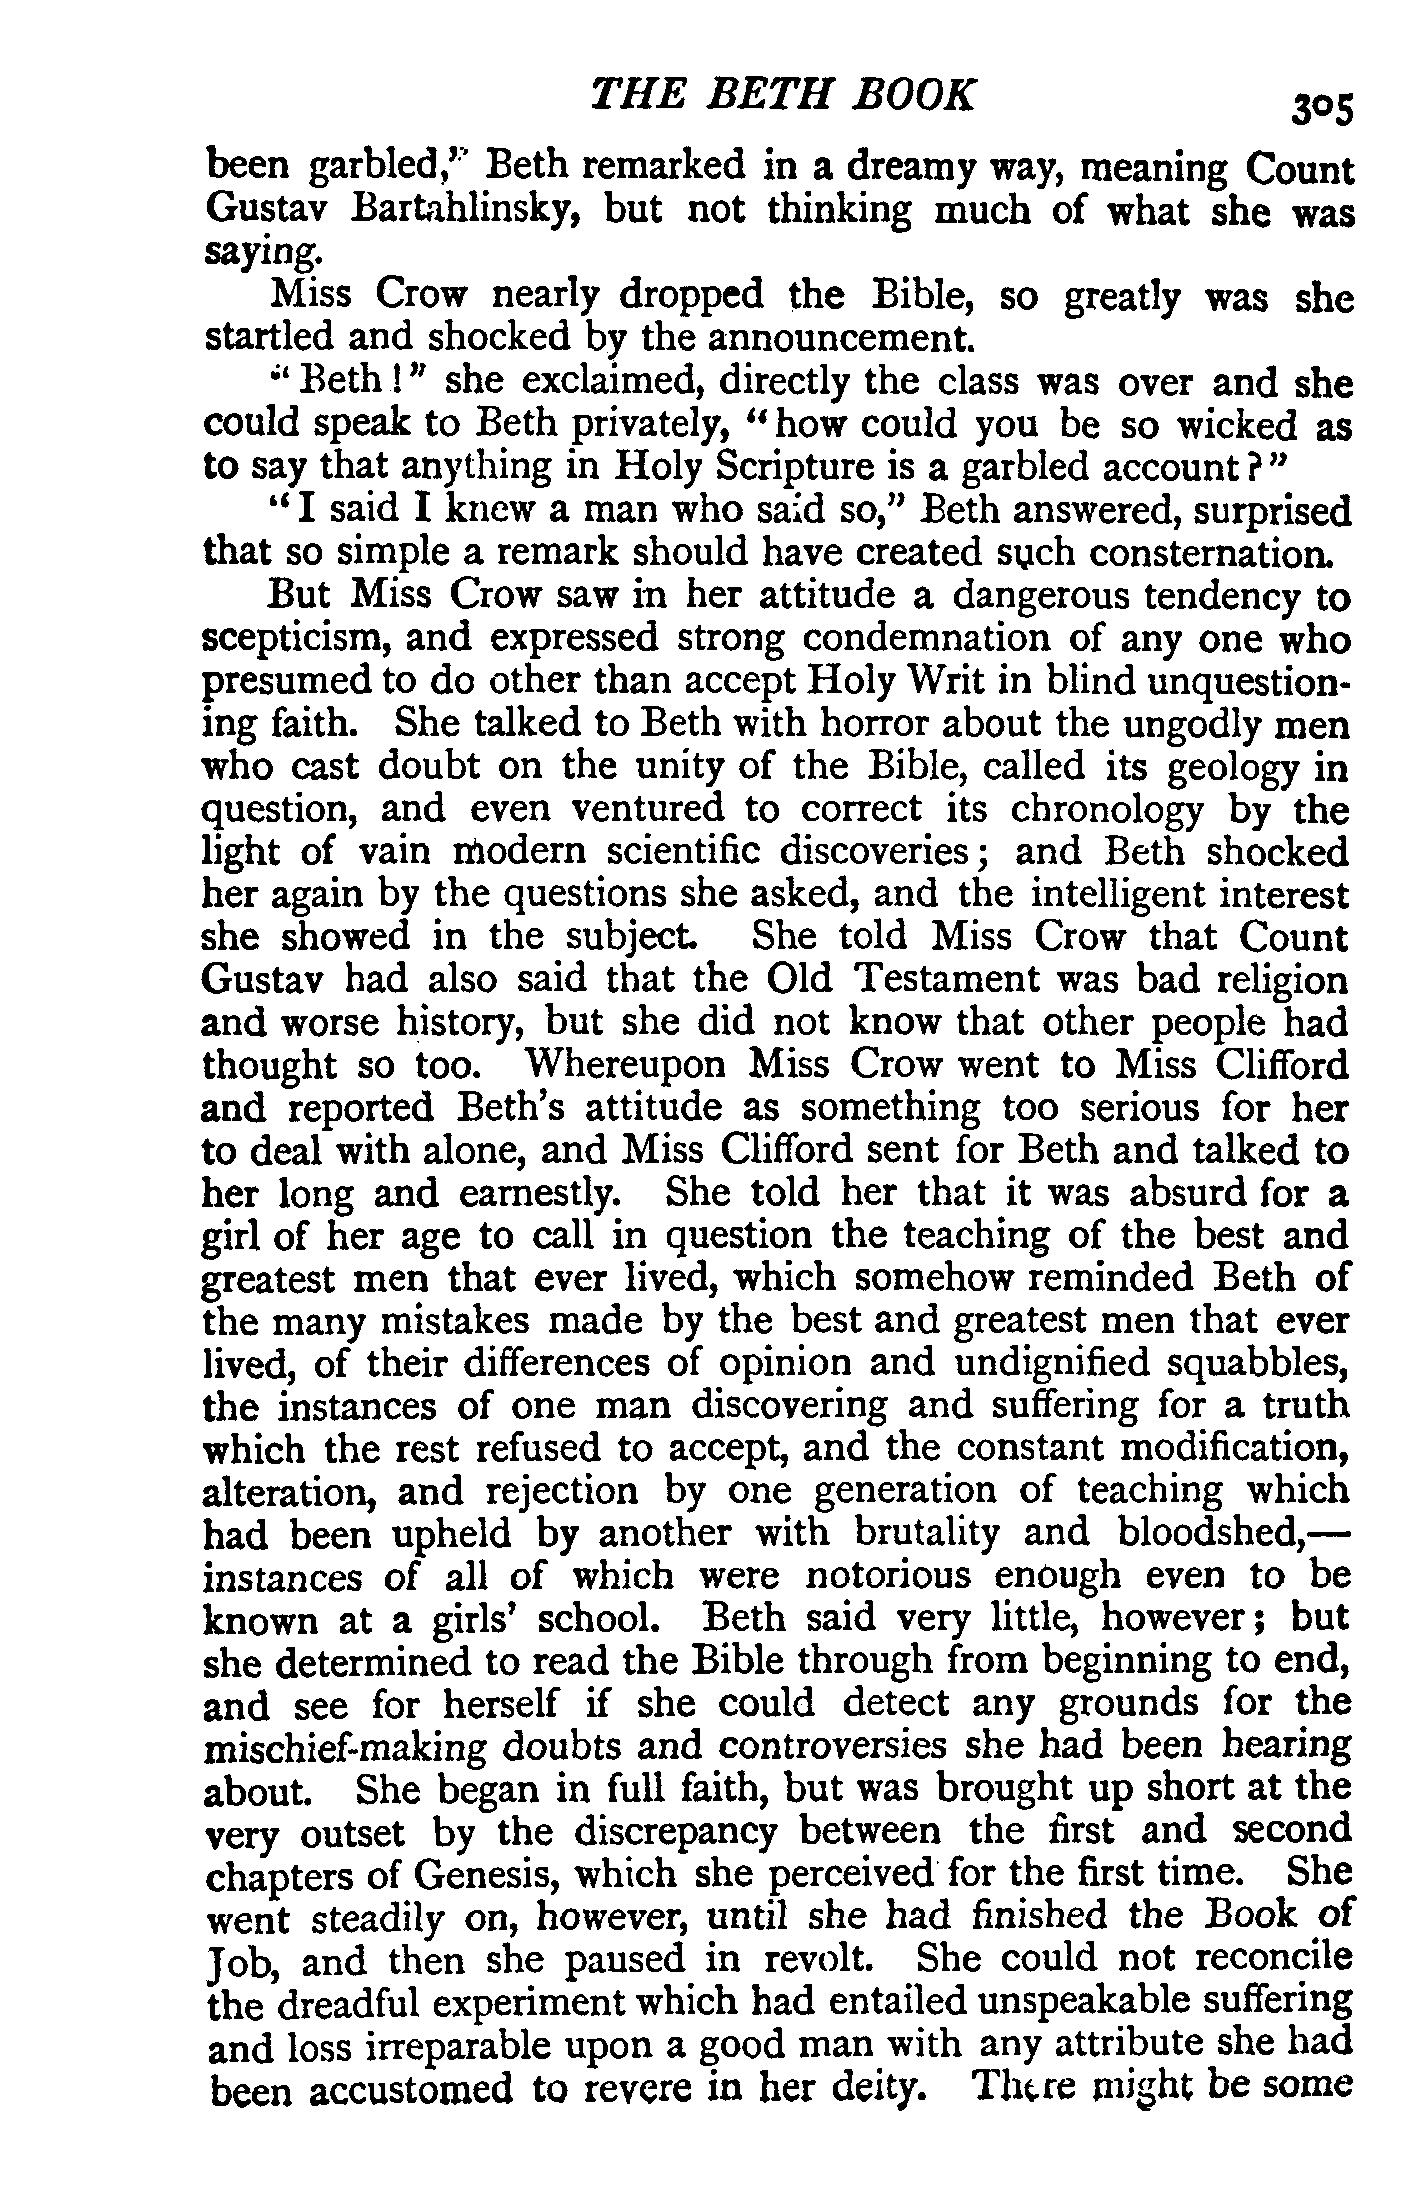 THE BETH BOOK
305
been garbled," Beth remarked in a dreamy way, meaning Count
Gustav Bartahlinsky, but not thinking much of what she was
saying.
Miss Crow nearly dropped the Bible, so greatly was she
startled and shocked by the announcement.
"Beth!" she exclaimed, directly the class was over and she
could speak to Beth privately, "how could you be so wicked as
to say that anything in Holy Scripture is a garbled account?"
"I said I knew a man who said so," Beth answered, surprised
that so simple a remark should have created such consternation.
But Miss Crow saw in her attitude a dangerous tendency to
scepticism, and expressed strong condemnation of any one who
presumed to do other than accept Holy Writ in blind unquestion-
ing faith. She talked to Beth with horror about the ungodly men
who cast doubt on the unity of the Bible, called its geology in
question, and even ventured to correct its chronology by the
light of vain modern scientific discoveries; and Beth shocked
her again by the questions she asked, and the intelligent interest
she showed in the subject. She told Miss Crow that Count
Gustav had also said that the Old Testament was bad religion
and worse history, but she did not know that other people had
thought so too. Whereupon Miss Crow went to Miss Clifford
and reported Beth's attitude as something too serious for her
to deal with alone, and Miss Clifford sent for Beth and talked to
her long and earnestly. She told her that it was absurd for a
girl of her age to call in question the teaching of the best and
greatest men that ever lived, which somehow reminded Beth of
the many mistakes made by the best and greatest men that ever
lived, of their differences of opinion and undignified squabbles,
the instances of one man discovering and suffering for a truth
which the rest refused to accept, and the constant modification,
alteration, and rejection by one generation of teaching which
had been upheld by another with brutality and bloodshed,—
instances of all of which were notorious enough even to be
known at a girls' school. Beth said very little, however; but
she determined to read the Bible through from beginning to end,
and see for herself if she could detect any grounds for the
mischief-making doubts and controversies she had been hearing
about. She began in full faith, but was brought up short at the
very outset by the discrepancy between the first and second
chapters of Genesis, which she perceived for the first time. She
went steadily on, however, until she had finished the Book of
Job, and then she paused in revolt. She could not reconcile
the dreadful experiment which had entailed unspeakable suffering
and loss irreparable upon a good man with any attribute she had
been accustomed to revere in her deity. There might be some